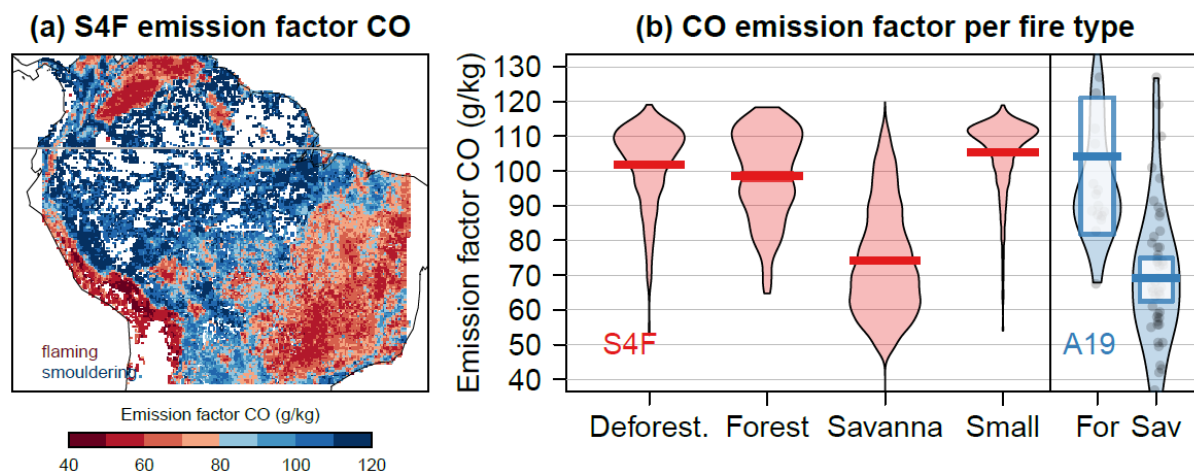 (a) S4F emission factor CO
flaming
smouldering
Emission factor CO (g/kg)
40 60 80 100 120
(b) CO emission factor per fire type
Emission factor CO (g/kg)
130
120
110
100
90
80
70
60
50
40
S4F
A19
Deforest. Forest Savanna Small For Sav